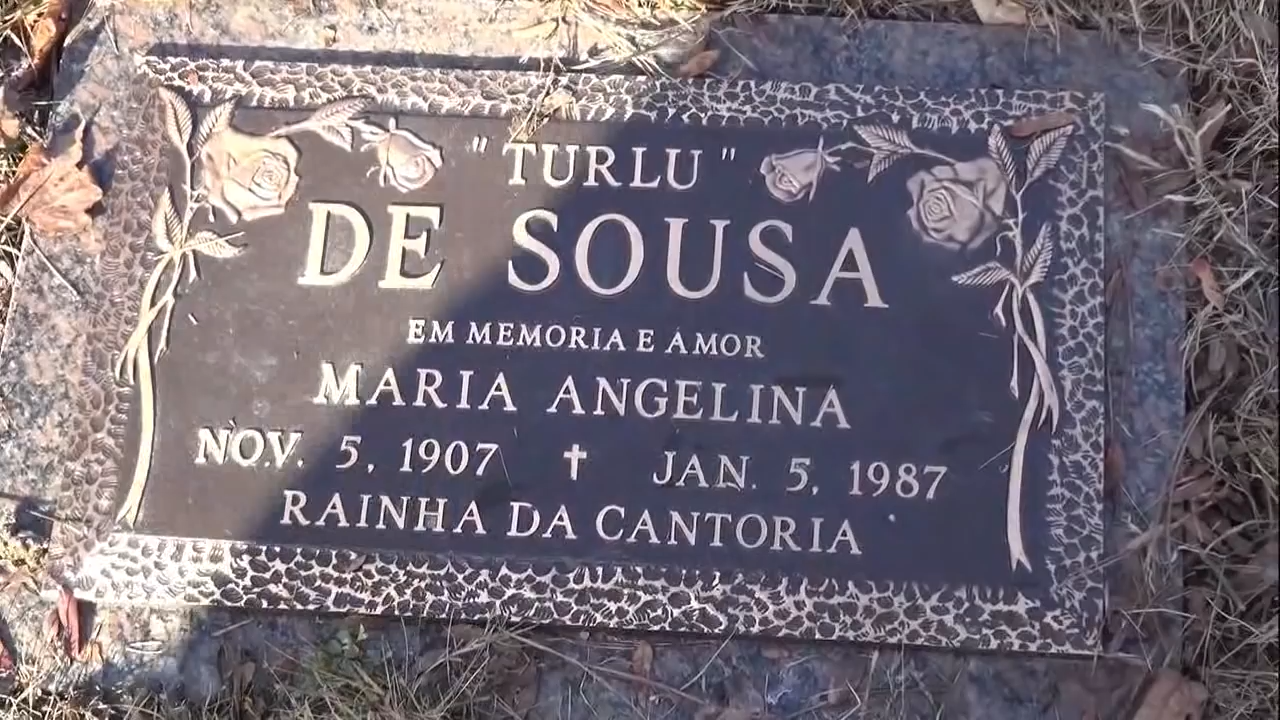 "TURLU"
DE SOUSA
EM MEMORIA E AMOR
MARIA ANGELINA
NOV. 5, 1907 ✝ JAN. 5, 1987
RAINHA DA CANTORIA